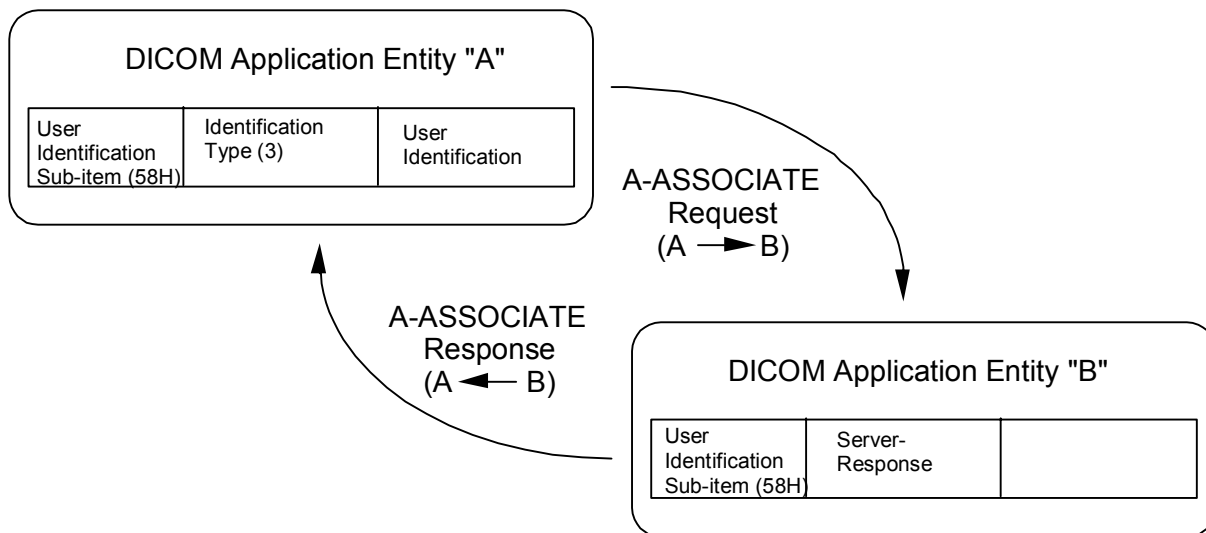 DICOM Application Entity "A"
User
Identification
Sub-item (58H)
Identification
Type (3)
User
Identification
A-ASSOCIATE
Request
(A → B)
A-ASSOCIATE
Response
(A ← B)
DICOM Application Entity "B"
User
Identification
Sub-item (58H)
Server-
Response